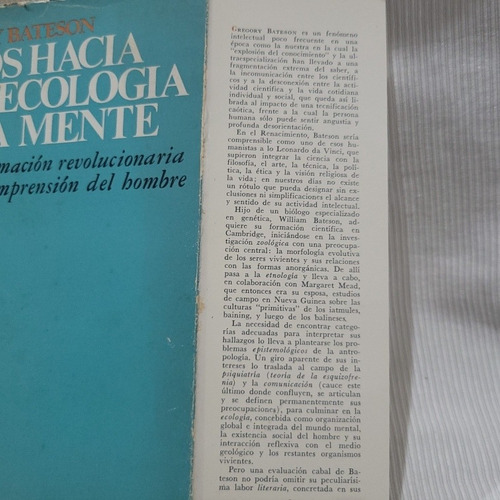 Y BATESON
OS HACIA
ECOLOGIA
A MENTE
mación revolucionaria
mprensión del hombre
GREGORY BATESON es un fenómeno
intelectual poco frecuente en una
época como la nuestra en la cual la
"explosión del conocimiento" y la ul-
traespecialización han llevado a una
fragmentación extrema del saber, a
la incomunicación entre los científi-
cos y a la desconexión entre la acti-
vidad científica y la vida cotidiana
individual y social, que queda así li-
brada al impacto de una tecnificación
caótica, frente a la cual la persona
humana sólo puede sentir angustia y
profunda desorientación.
En el Renacimiento, Bateson sería
comprensible como uno de esos hu-
manistas a lo Leonardo da Vinci, que
supieron integrar la ciencia con la
filosofía, el arte, la técnica, la polí-
tica, la ética y la visión religiosa de
la vida; en nuestros días no existe
un rótulo que pueda designar sin ex-
clusiones ni simplificaciones el alcance
y sentido de su actividad intelectual.
Hijo de un biólogo especializado
en genética, William Bateson, ad-
quiere su formación científica en
Cambridge, iniciándose en la inves-
tigación zoológica con una preocupa-
ción central: la morfología evolutiva
de los seres vivientes y sus relaciones
con las formas anorgánicas. De allí
pasa a la etnología y lleva a cabo,
en colaboración con Margaret Mead,
que entonces era su esposa, estudios
de campo en Nueva Guinea sobre las
culturas "primitivas" de los iatmules,
baining, y luego de los balineses.
La necesidad de encontrar catego-
rías adecuadas para interpretar sus
hallazgos lo lleva a plantearse los pro-
blemas epistemológicos de la antro-
pología. Un giro aparente de sus in-
tereses lo traslada al campo de la
psiquiatría (teoría de la esquizofre-
nia) y la comunicación (cauce este
último donde confluyen, se articulan
y se definen permanentemente sus
preocupaciones), para culminar en la
ecología, concebida como organización
global e integrada del mundo mental,
la existencia social del hombre y su
interacción reflexiva con el medio
geológico y los restantes organismos
vivientes.
Pero una evaluación cabal de Ba-
teson no podría omitir su peculiarísi-
ma labor literaria, concretada en sus